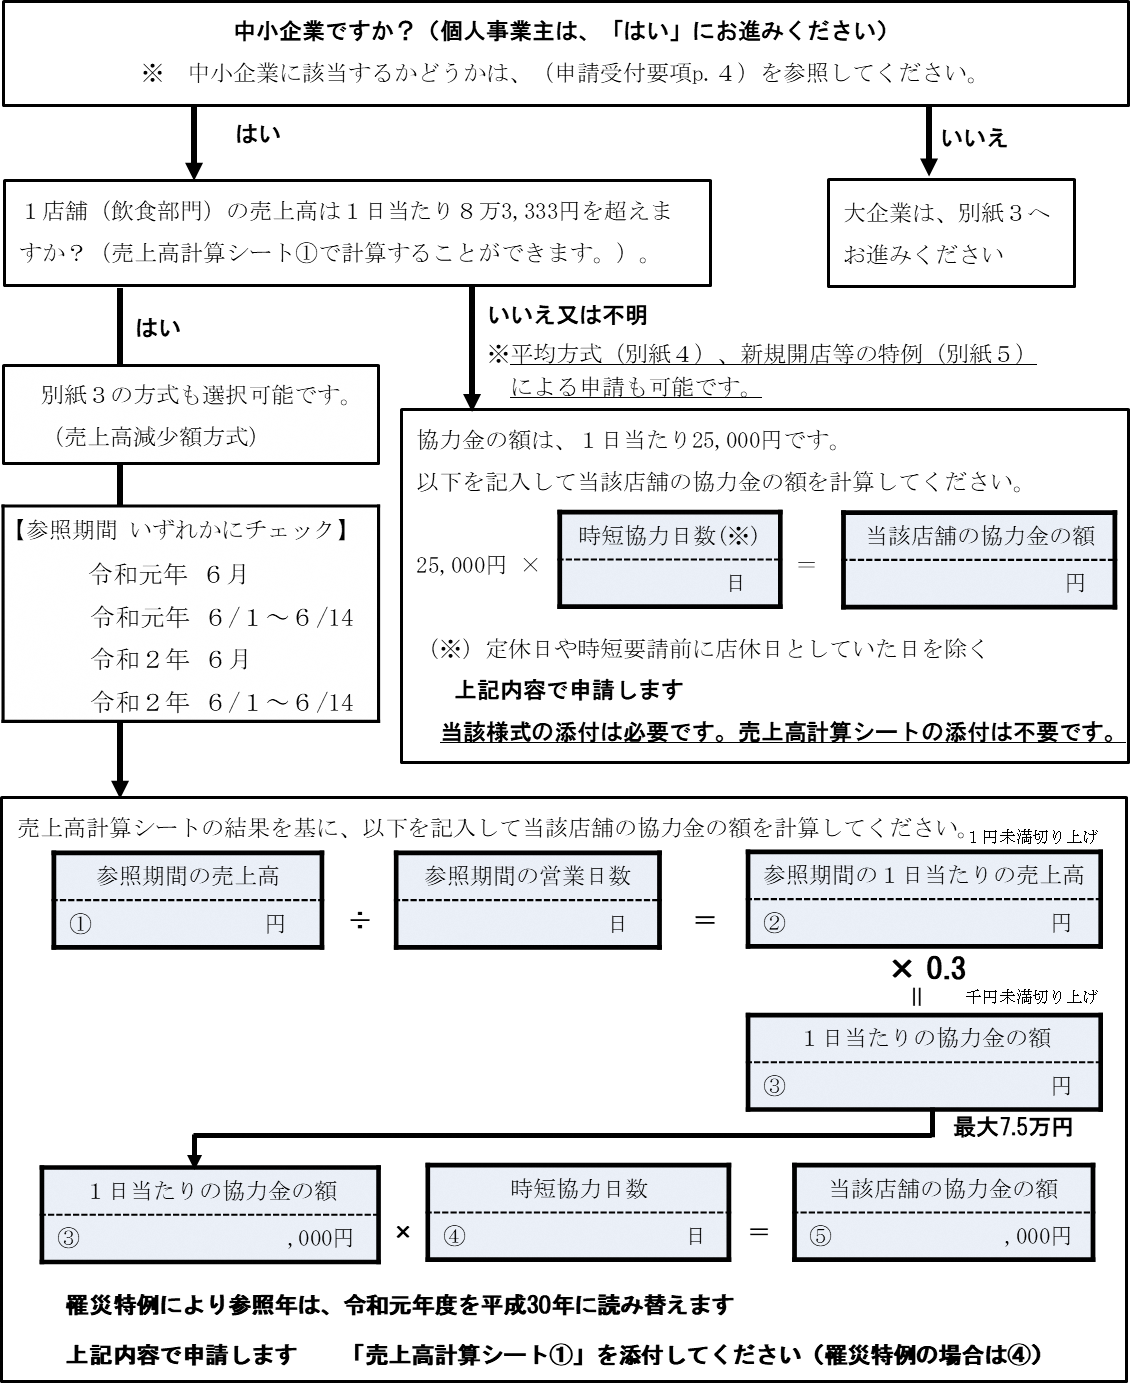 中小企業ですか？（個人事業主は、「はい」にお進みください）
※　中小企業に該当するかどうかは、（申請受付要項p.４）を参照してください。
はい
いいえ
１店舗（飲食部門）の売上高は１日当たり８万3,333円を超えま
すか？（売上高計算シート①で計算することができます。）。
大企業は、別紙３へ
お進みください
はい
いいえ又は不明
※平均方式（別紙４）、新規開店等の特例（別紙５）
による申請も可能です。
別紙３の方式も選択可能です。
（売上高減少額方式）
協力金の額は、１日当たり25,000円です。
以下を記入して当該店舗の協力金の額を計算してください。
時短協力日数(※)
当該店舗の協力金の額
25,000円 ×
日
＝
円
（※）定休日や時短要請前に店休日としていた日を除く
上記内容で申請します
当該様式の添付は必要です。売上高計算シートの添付は不要です。
【参照期間 いずれかにチェック】
令和元年 ６月
令和元年 ６/１～６/14
令和２年 ６月
令和２年 ６/１～６/14
売上高計算シートの結果を基に、以下を記入して当該店舗の協力金の額を計算してください。
１円未満切り上げ
参照期間の売上高
参照期間の営業日数
参照期間の１日当たりの売上高
① 円
÷
日
＝
② 円
× 0.3
＝ 千円未満切り上げ
１日当たりの協力金の額
③ 円
最大7.5万円
１日当たりの協力金の額
時短協力日数
当該店舗の協力金の額
③ ,000円
×
④ 日
＝
⑤ ,000円
罹災特例により参照年は、令和元年度を平成30年に読み替えます
上記内容で申請します　「売上高計算シート①」を添付してください（罹災特例の場合は④）